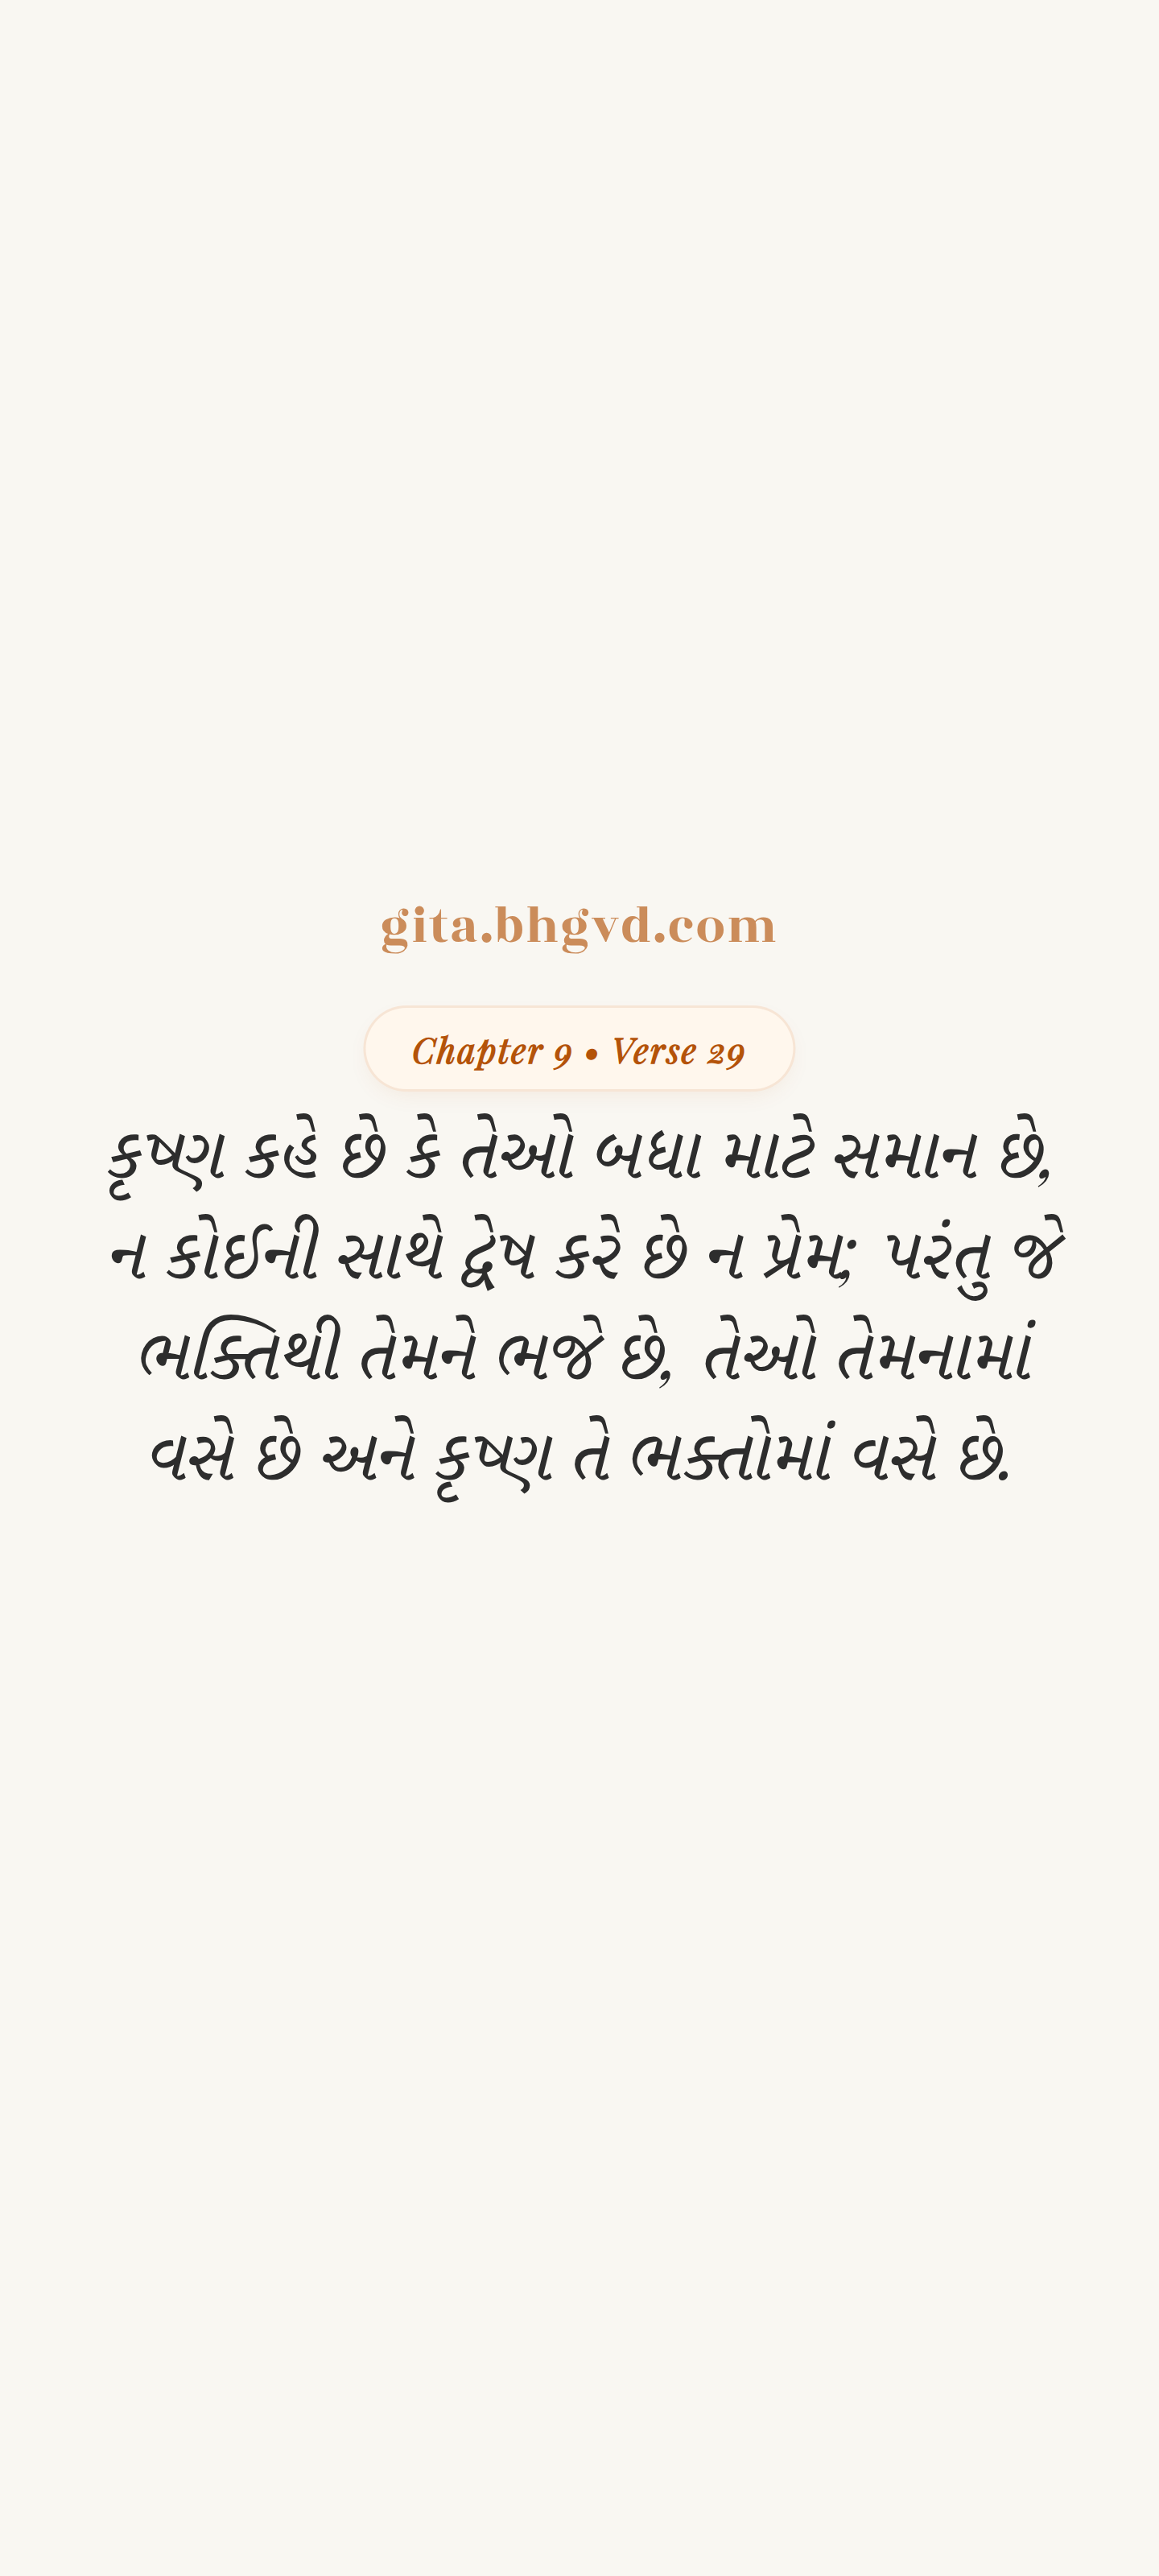 gita.bhgvd.com
Chapter 9 • Verse 29
કૃષ્ણ કહે છે કે તેઓ બધા માટે સમાન છે,
ન કોઈની સાથે દ્વેષ કરે છે ન પ્રેમ; પરંતુ જે
ભક્તિથી તેમને ભજે છે, તેઓ તેમનામાં
વસે છે અને કૃષ્ણ તે ભક્તોમાં વસે છે.